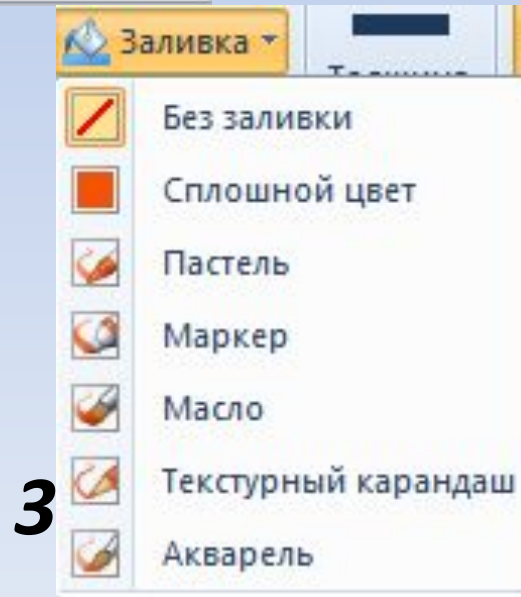 Заливка
Без заливки
Сплошной цвет
Пастель
Маркер
Масло
3
Текстурный карандаш
Акварель